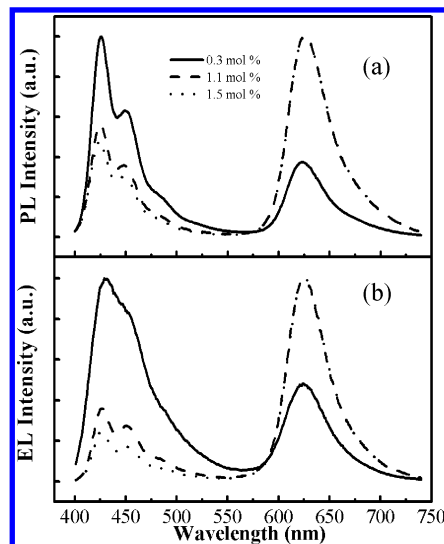 (a)
0.3 mol %
1.1 mol %
1.5 mol %
PL Intensity (a.u.)
(b)
EL Intensity (a.u.)
400 450 500 550 600 650 700 750
Wavelength (nm)